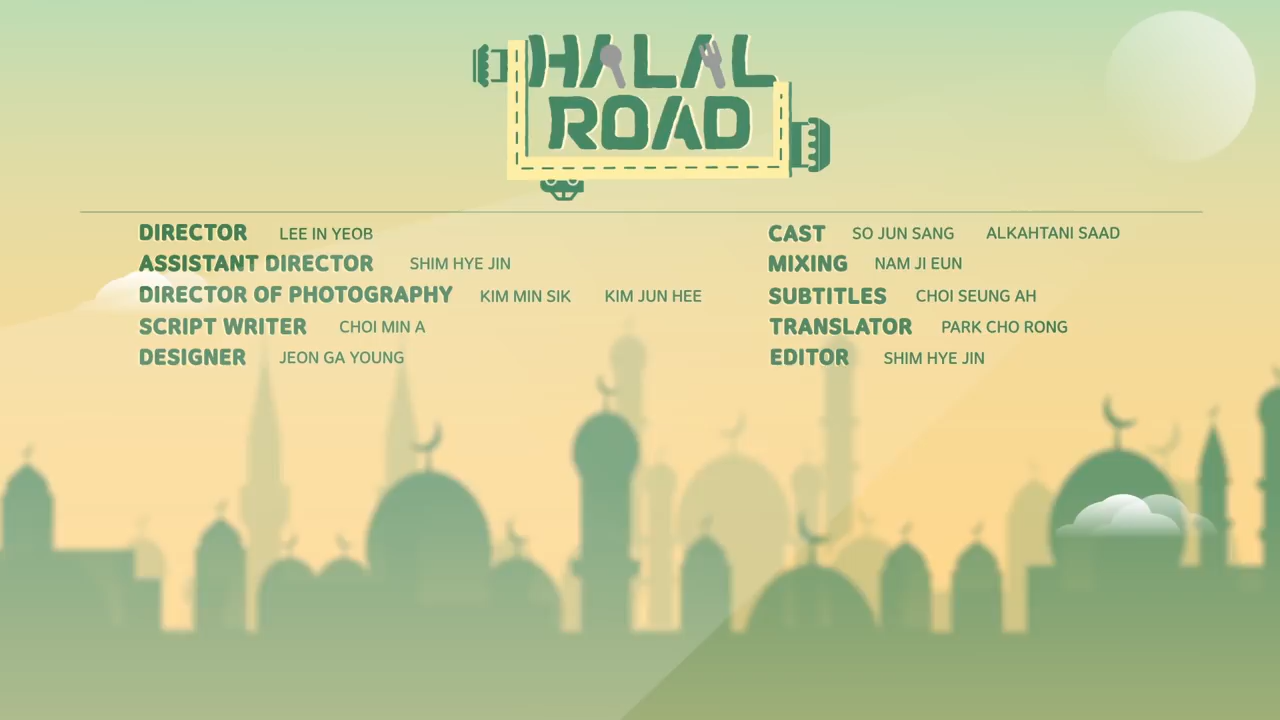 HALAL
ROAD
DIRECTOR LEE IN YEOB
ASSISTANT DIRECTOR SHIM HYE JIN
DIRECTOR OF PHOTOGRAPHY KIM MIN SIK KIM JUN HEE
SCRIPT WRITER CHOI MIN A
DESIGNER JEON GA YOUNG
CAST SO JUN SANG ALKAHTANI SAAD
MIXING NAM JI EUN
SUBTITLES CHOI SEUNG AH
TRANSLATOR PARK CHO RONG
EDITOR SHIM HYE JIN